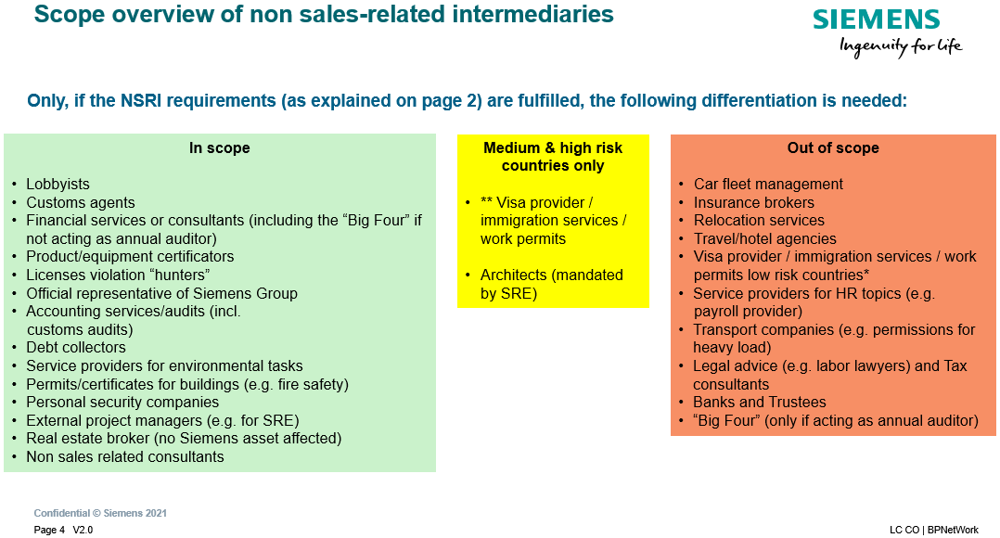 Scope overview of non sales-related intermediaries
SIEMENS
Ingenuity for life
Only, if the NSRI requirements (as explained on page 2) are fulfilled, the following differentiation is needed:
In scope
• Lobbyists
• Customs agents
• Financial services or consultants (including the “Big Four” if
not acting as annual auditor)
• Product/equipment certificators
• Licenses violation “hunters”
• Official representative of Siemens Group
• Accounting services/audits (incl.
customs audits)
• Debt collectors
• Service providers for environmental tasks
• Permits/certificates for buildings (e.g. fire safety)
• Personal security companies
• External project managers (e.g. for SRE)
• Real estate broker (no Siemens asset affected)
• Non sales related consultants
Medium & high risk
countries only
• ** Visa provider /
immigration services /
work permits
• Architects (mandated
by SRE)
Out of scope
• Car fleet management
• Insurance brokers
• Relocation services
• Travel/hotel agencies
• Visa provider / immigration services / work
permits low risk countries*
• Service providers for HR topics (e.g.
payroll provider)
• Transport companies (e.g. permissions for
heavy load)
• Legal advice (e.g. labor lawyers) and Tax
consultants
• Banks and Trustees
• “Big Four” (only if acting as annual auditor)
Confidential © Siemens 2021
Page 4 V2.0
LC CO | BPNetWork